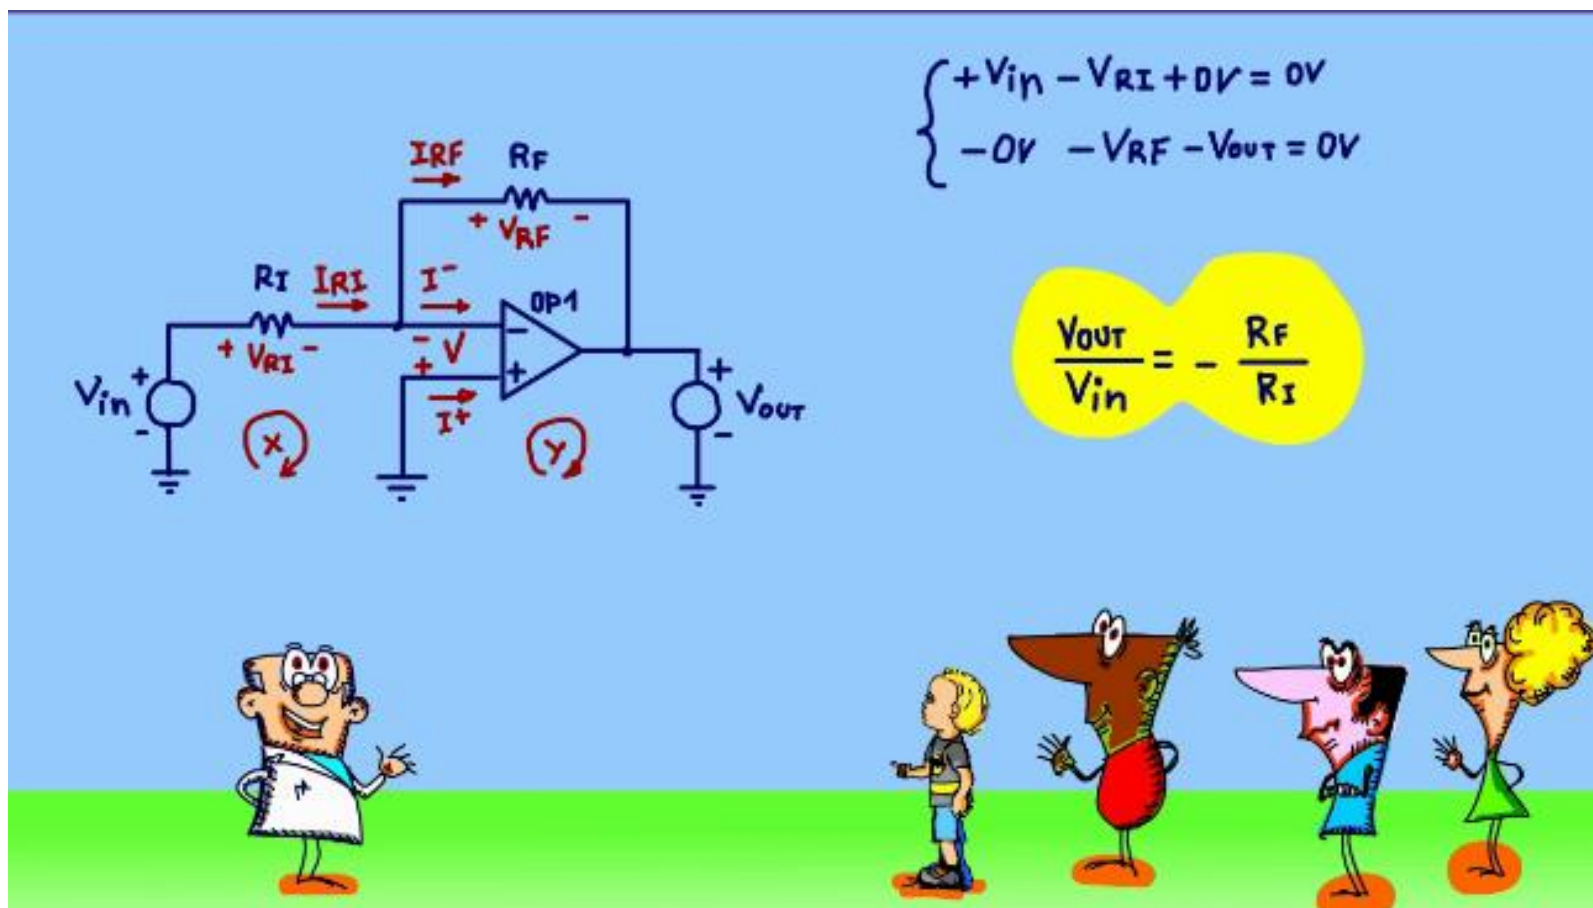 +Vin - VRI + 0V = 0V
- 0V - VRF - VOUT = 0V
IRF
RF
+ VRF -
RI
IRI
I-
OP1
+ VRI -
- V +
-
+
Vin
+
-
I+
X
Y
+
-
VOUT
VOUT/Vin = - RF/RI